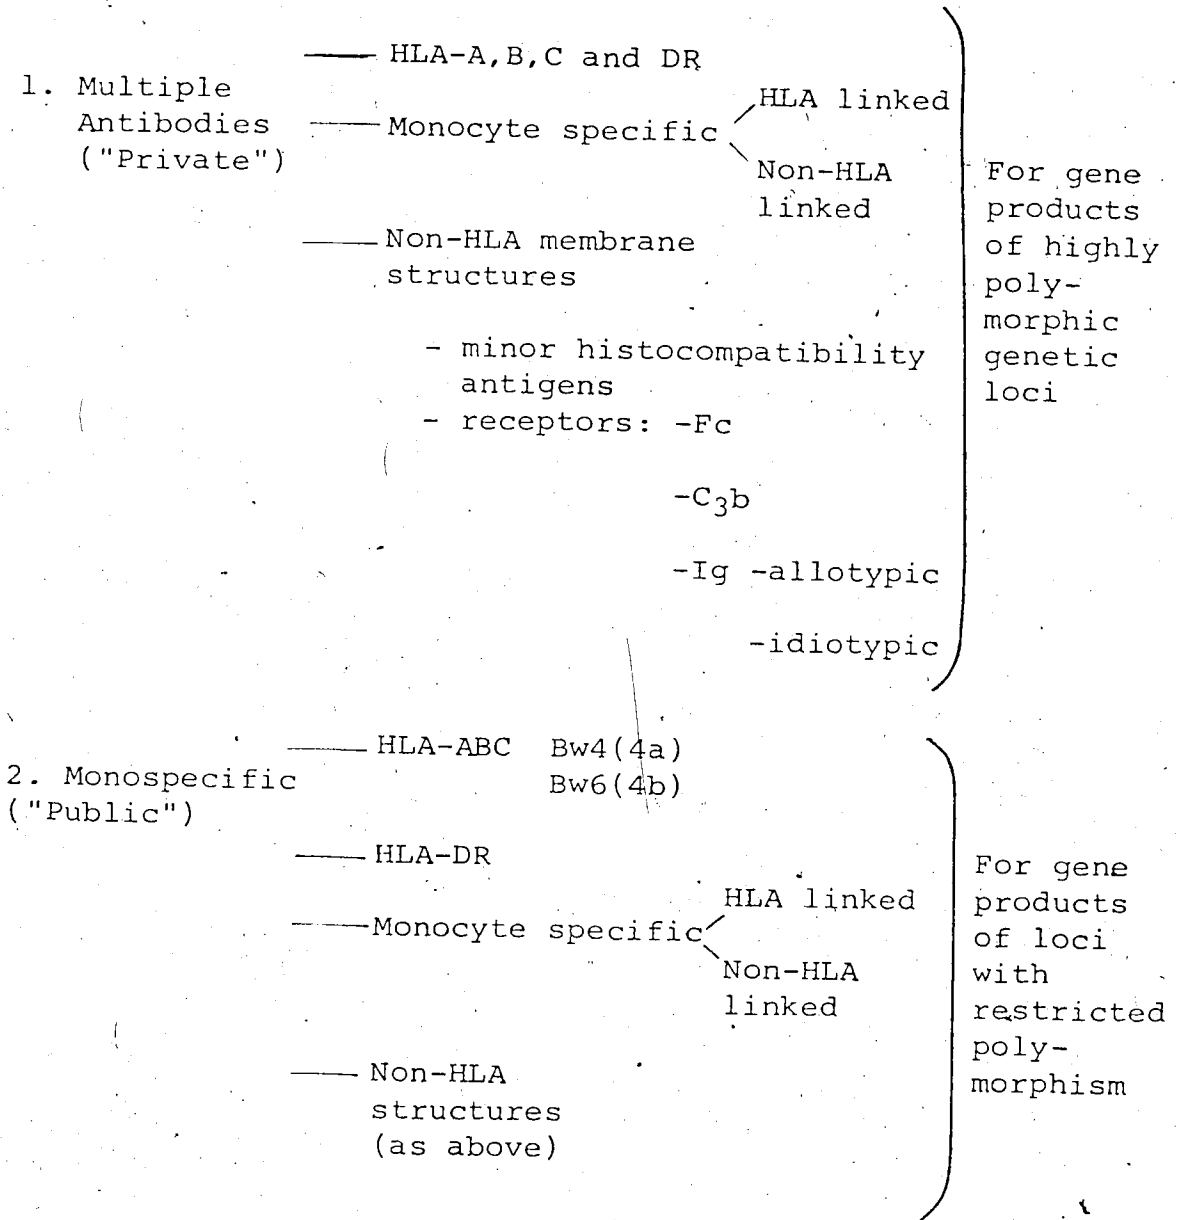 HLA-A,B,C and DR
1. Multiple
Antibodies
("Private")
Monocyte specific
HLA linked
Non-HLA
linked
Non-HLA membrane
structures
- minor histocompatibility
antigens
- receptors: -Fc
-C3b
-Ig -allotypic
-idiotypic
For gene
products
of highly
poly-
morphic
genetic
loci
2. Monospecific
("Public")
HLA-ABC Bw4(4a)
Bw6(4b)
HLA-DR
Monocyte specific
HLA linked
Non-HLA
linked
Non-HLA
structures
(as above)
For gene
products
of loci
with
restricted
poly-
morphism